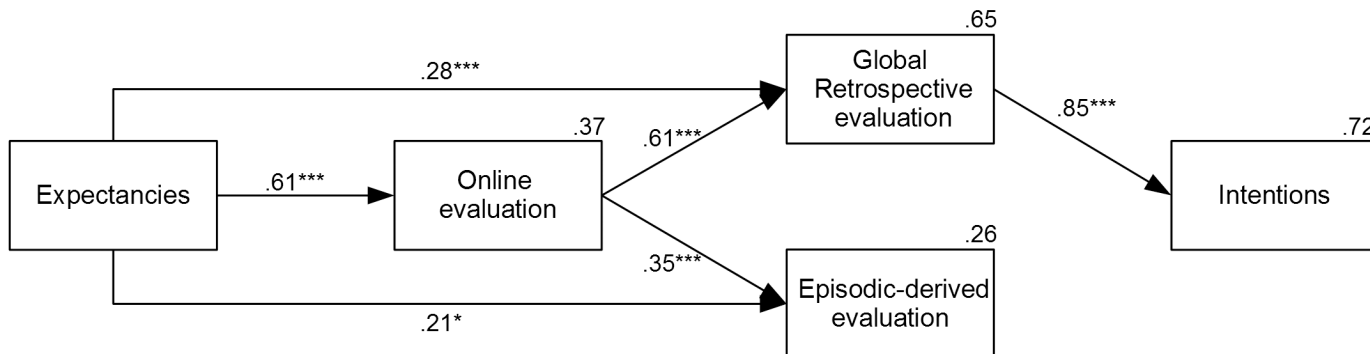 .65
Global
Retrospective
evaluation
.28***
.37
.61***
.85***
.72
Expectancies
.61***
Online
evaluation
Intentions
.35***
.26
Episodic-derived
evaluation
.21*